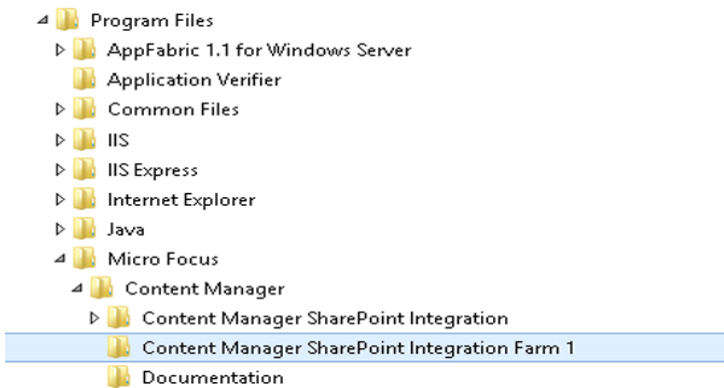 Program Files
AppFabric 1.1 for Windows Server
Application Verifier
Common Files
IIS
IIS Express
Internet Explorer
Java
Micro Focus
Content Manager
Content Manager SharePoint Integration
Content Manager SharePoint Integration Farm 1
Documentation